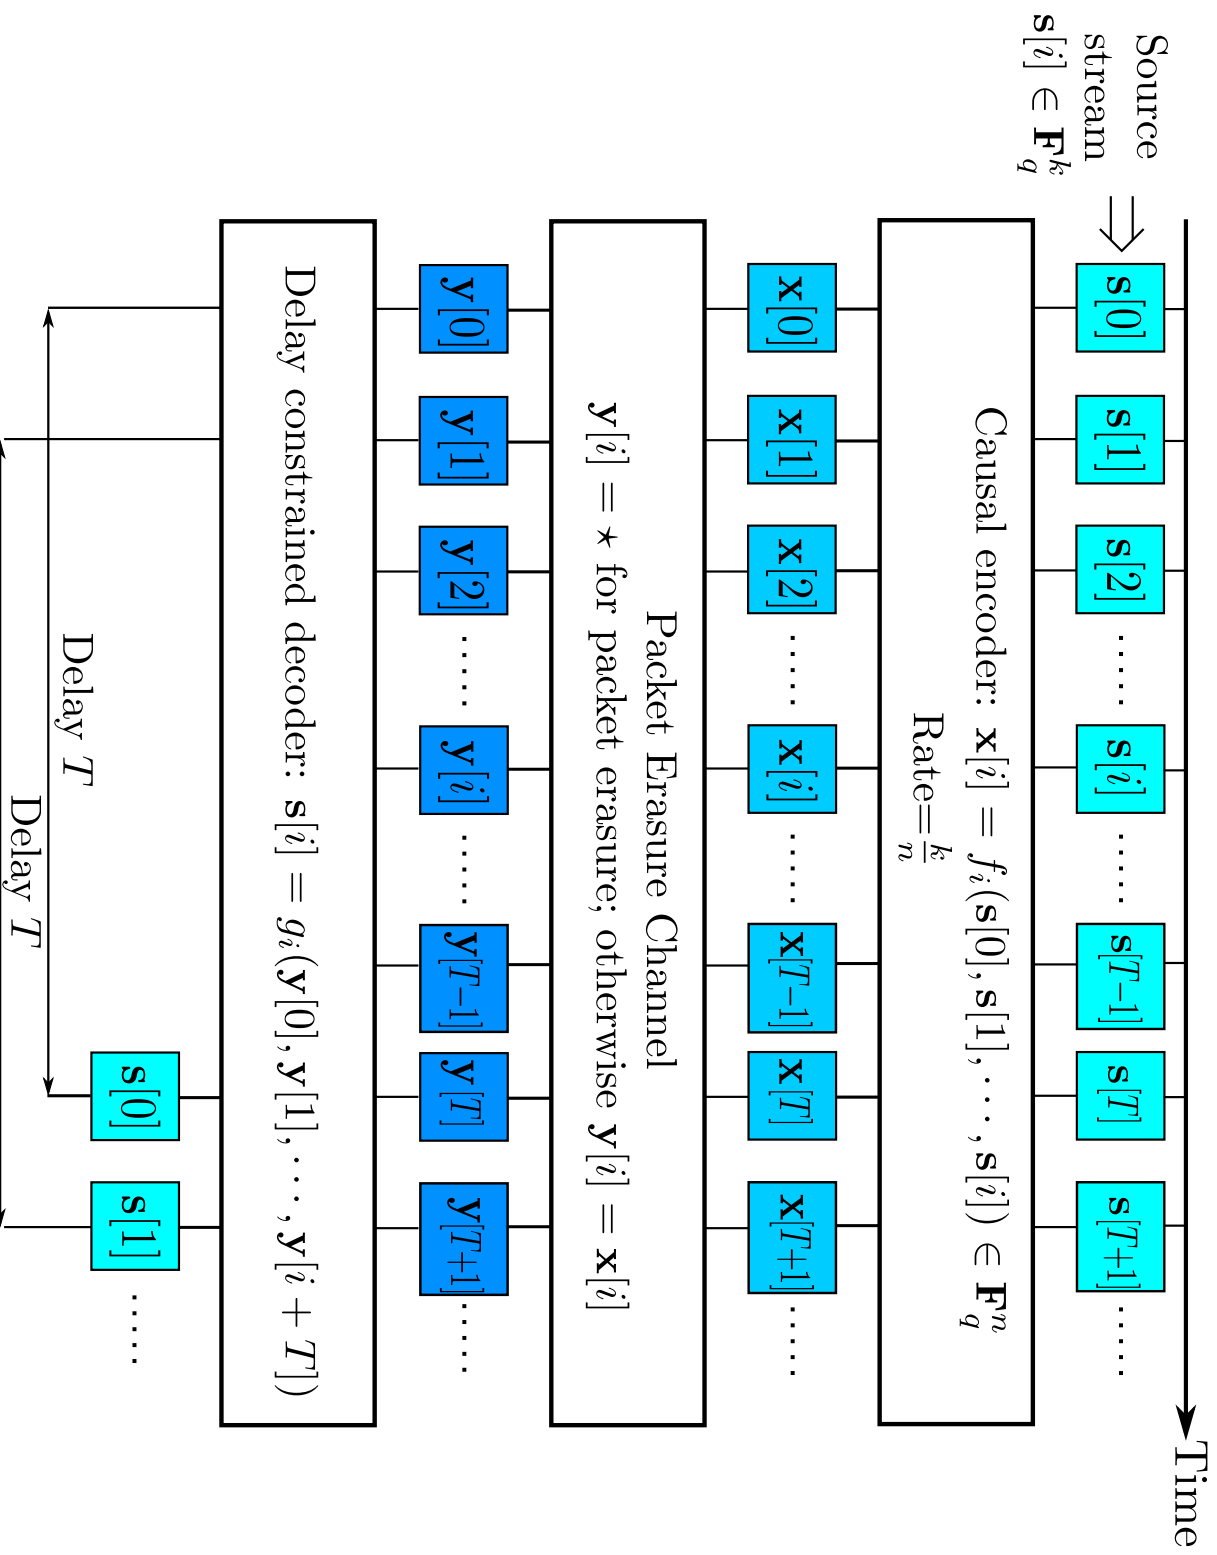 Time
Source
stream
𝐬[i] ∈ 𝐅_q^k
𝐬[0] 𝐬[1] 𝐬[2] ...... 𝐬[i] ...... 𝐬[T−1] 𝐬[T] 𝐬[T+1] ......
Causal encoder: 𝐱[i] = f_i(𝐬[0], 𝐬[1], ⋯, 𝐬[i]) ∈ 𝐅_q^n
Rate=k/n
𝐱[0] 𝐱[1] 𝐱[2] ...... 𝐱[i] ...... 𝐱[T−1] 𝐱[T] 𝐱[T+1] ......
Packet Erasure Channel
𝐲[i] = ⋆ for packet erasure; otherwise 𝐲[i] = 𝐱[i]
𝐲[0] 𝐲[1] 𝐲[2] ...... 𝐲[i] ...... 𝐲[T−1] 𝐲[T] 𝐲[T+1] ......
Delay constrained decoder: 𝐬[i] = g_i(𝐲[0], 𝐲[1], ⋯, 𝐲[i + T])
𝐬[0] 𝐬[1] ......
Delay T
Delay T